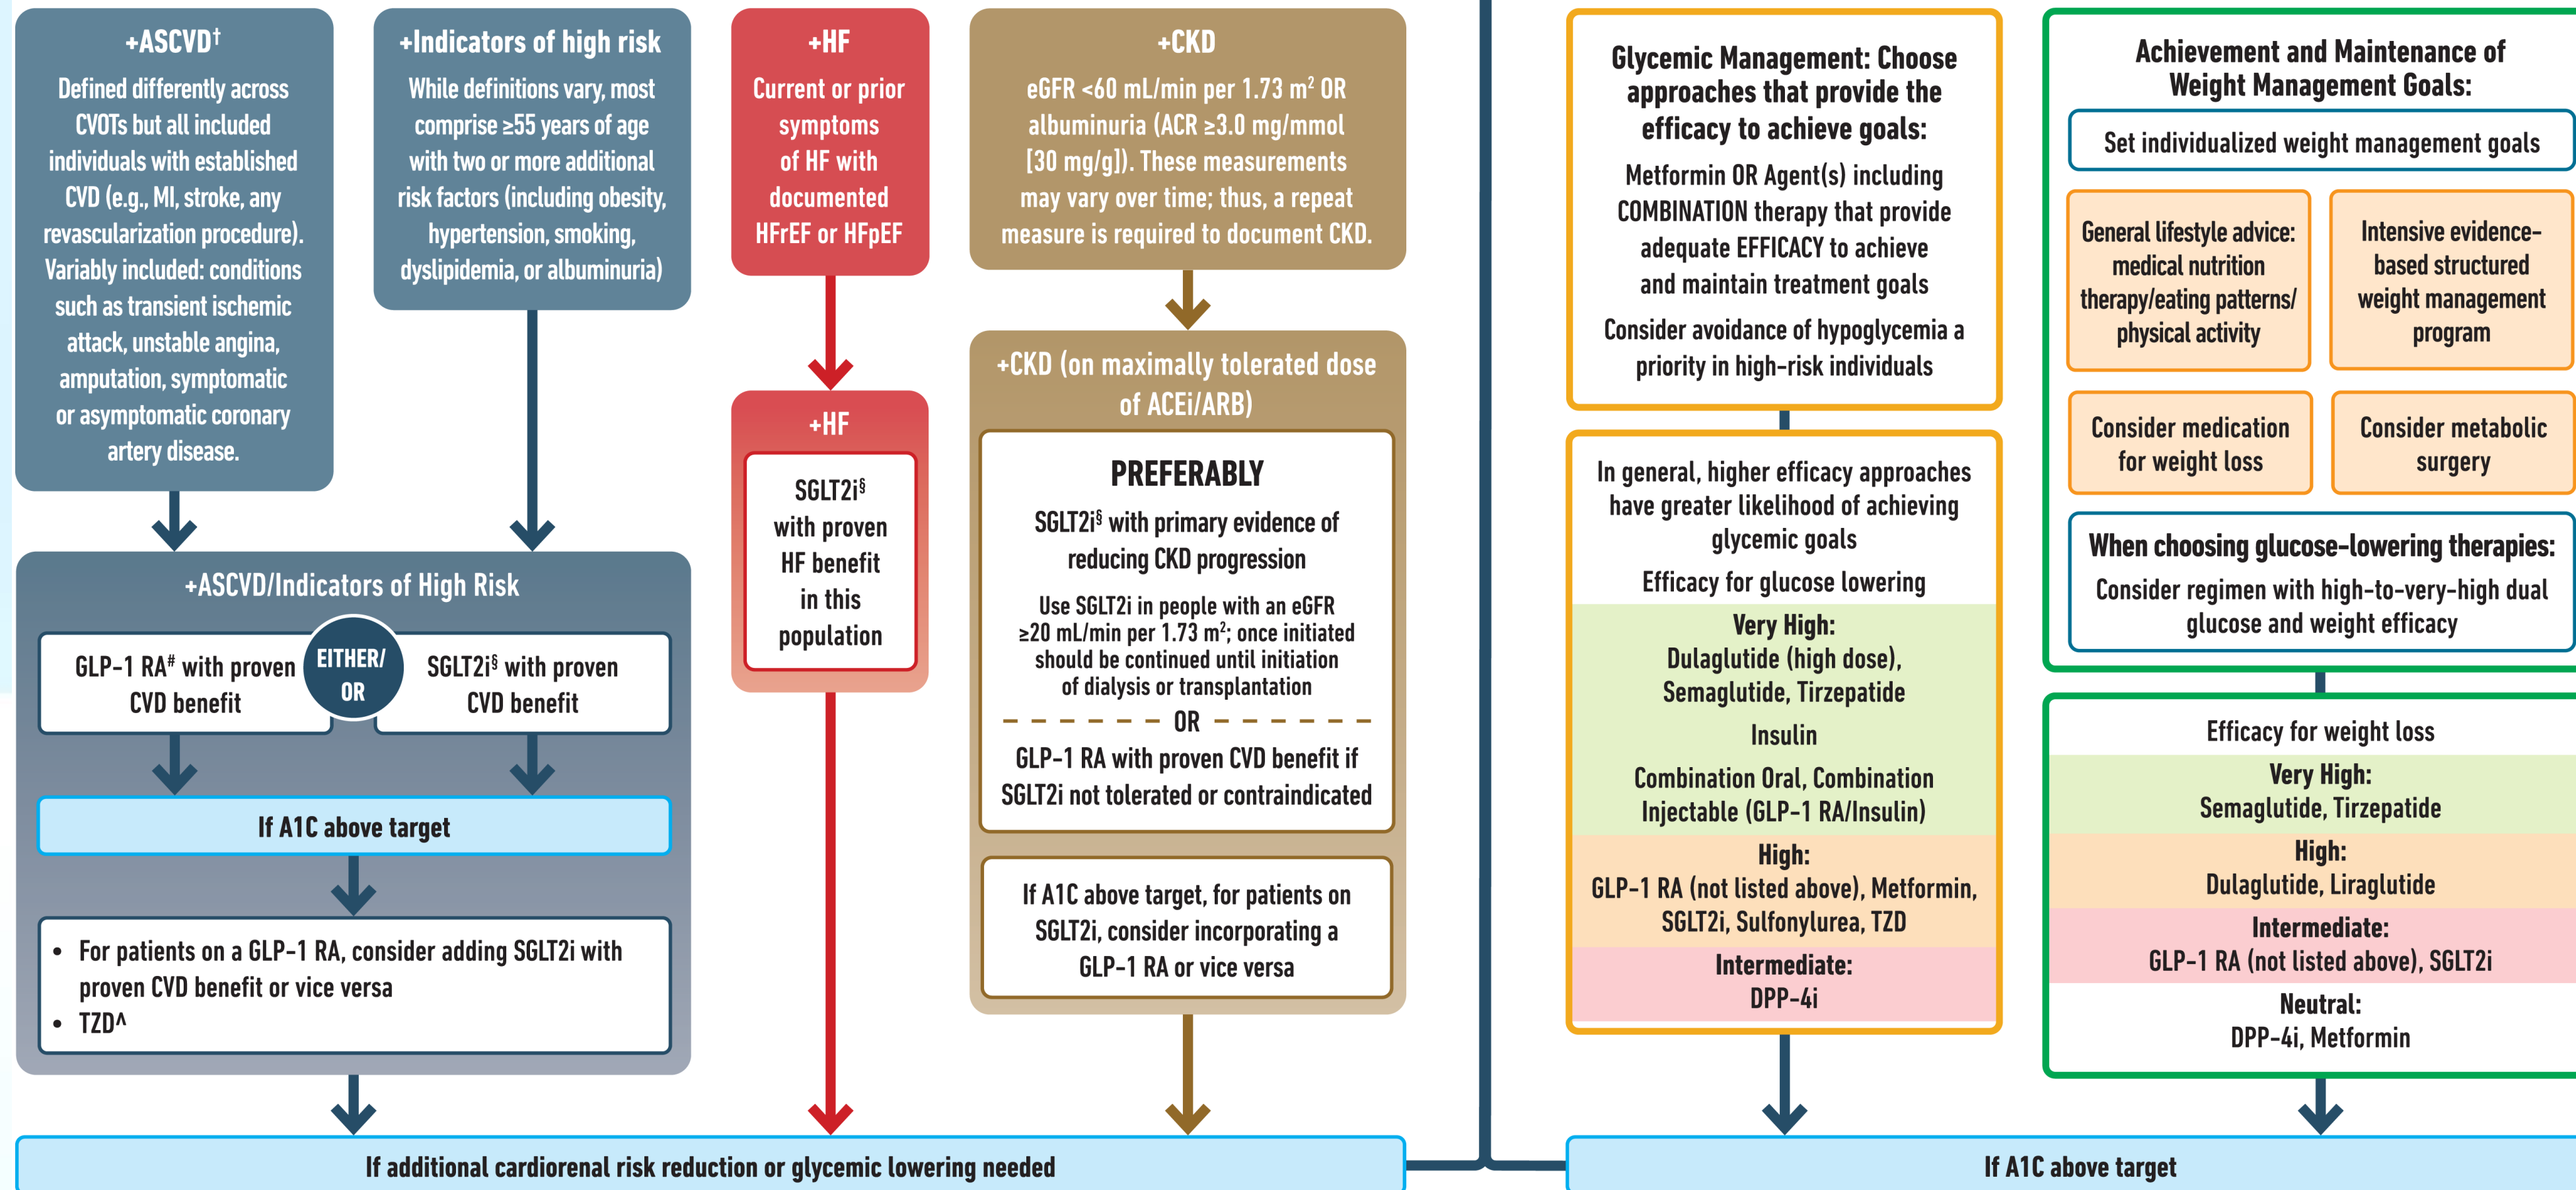 +ASCVD†
Defined differently across
CVOTs but all included
individuals with established
CVD (e.g., MI, stroke, any
revascularization procedure).
Variably included: conditions
such as transient ischemic
attack, unstable angina,
amputation, symptomatic
or asymptomatic coronary
artery disease.
+Indicators of high risk
While definitions vary, most
comprise ≥55 years of age
with two or more additional
risk factors (including obesity,
hypertension, smoking,
dyslipidemia, or albuminuria)
+ASCVD/Indicators of High Risk
GLP-1 RA# with proven
CVD benefit
EITHER/
OR
SGLT2i§ with proven
CVD benefit
If A1C above target
• For patients on a GLP-1 RA, consider adding SGLT2i with
proven CVD benefit or vice versa
• TZD^
+HF
Current or prior
symptoms
of HF with
documented
HFrEF or HFpEF
+HF
SGLT2i§
with proven
HF benefit
in this
population
+CKD
eGFR <60 mL/min per 1.73 m² OR
albuminuria (ACR ≥3.0 mg/mmol
[30 mg/g]). These measurements
may vary over time; thus, a repeat
measure is required to document CKD.
+CKD (on maximally tolerated dose
of ACEi/ARB)
PREFERABLY
SGLT2i§ with primary evidence of
reducing CKD progression
Use SGLT2i in people with an eGFR
≥20 mL/min per 1.73 m²; once initiated
should be continued until initiation
of dialysis or transplantation
OR
GLP-1 RA with proven CVD benefit if
SGLT2i not tolerated or contraindicated
If A1C above target, for patients on
SGLT2i, consider incorporating a
GLP-1 RA or vice versa
If additional cardiorenal risk reduction or glycemic lowering needed
Glycemic Management: Choose
approaches that provide the
efficacy to achieve goals:
Metformin OR Agent(s) including
COMBINATION therapy that provide
adequate EFFICACY to achieve
and maintain treatment goals
Consider avoidance of hypoglycemia a
priority in high-risk individuals
In general, higher efficacy approaches
have greater likelihood of achieving
glycemic goals
Efficacy for glucose lowering
Very High:
Dulaglutide (high dose),
Semaglutide, Tirzepatide
Insulin
Combination Oral, Combination
Injectable (GLP-1 RA/Insulin)
High:
GLP-1 RA (not listed above), Metformin,
SGLT2i, Sulfonylurea, TZD
Intermediate:
DPP-4i
Achievement and Maintenance of
Weight Management Goals:
Set individualized weight management goals
General lifestyle advice:
medical nutrition
therapy/eating patterns/
physical activity
Intensive evidence-
based structured
weight management
program
Consider medication
for weight loss
Consider metabolic
surgery
When choosing glucose-lowering therapies:
Consider regimen with high-to-very-high dual
glucose and weight efficacy
Efficacy for weight loss
Very High:
Semaglutide, Tirzepatide
High:
Dulaglutide, Liraglutide
Intermediate:
GLP-1 RA (not listed above), SGLT2i
Neutral:
DPP-4i, Metformin
If A1C above target